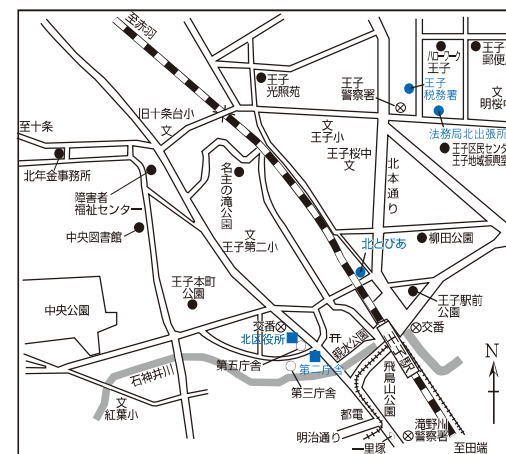 至赤羽
ハローワーク
王子
王子
郵便
王子
光照苑
王子
警察署
王子
税務署
文
明桜中
法務局北出張所
旧十条台小
文
文
王子小
王子桜中
文
王子区民セン
王子地域振興室
至十条
北年金事務所
障害者
福祉センター
名主の滝公園
北本通り
中央図書館
文
王子第二小
北とぴあ
柳田公園
王子本町
公園
王子駅前
公園
中央公園
交番
北区役所
親水公園
王子駅
交番
第五庁舎
第二庁舎
飛鳥山公園
N
石神井川
第三庁舎
文
紅葉小
都電
明治通り
一里塚
滝野川
警察署
至田端